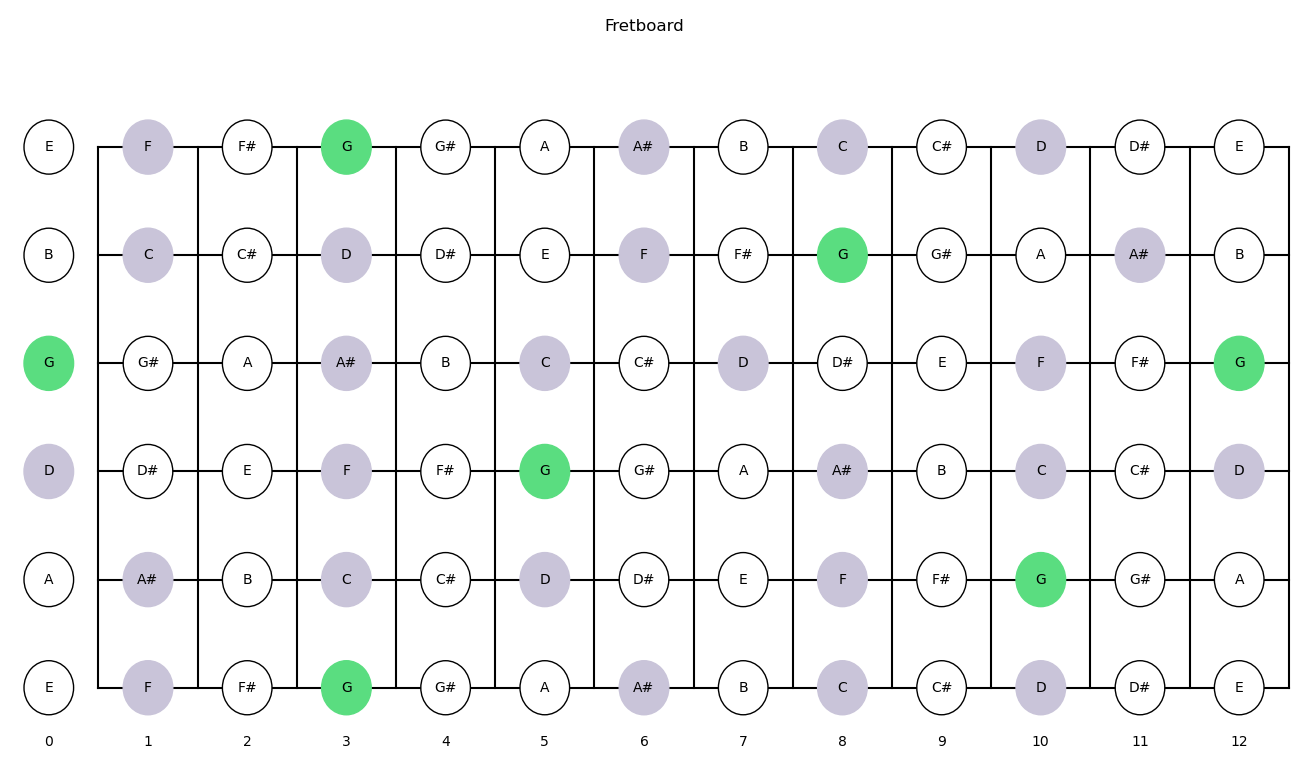 Fretboard
E F F# G G# A A# B C C# D D# E
B C C# D D# E F F# G G# A A# B
G G# A A# B C C# D D# E F F# G
D D# E F F# G G# A A# B C C# D
A A# B C C# D D# E F F# G G# A
E F F# G G# A A# B C C# D D# E
0 1 2 3 4 5 6 7 8 9 10 11 12